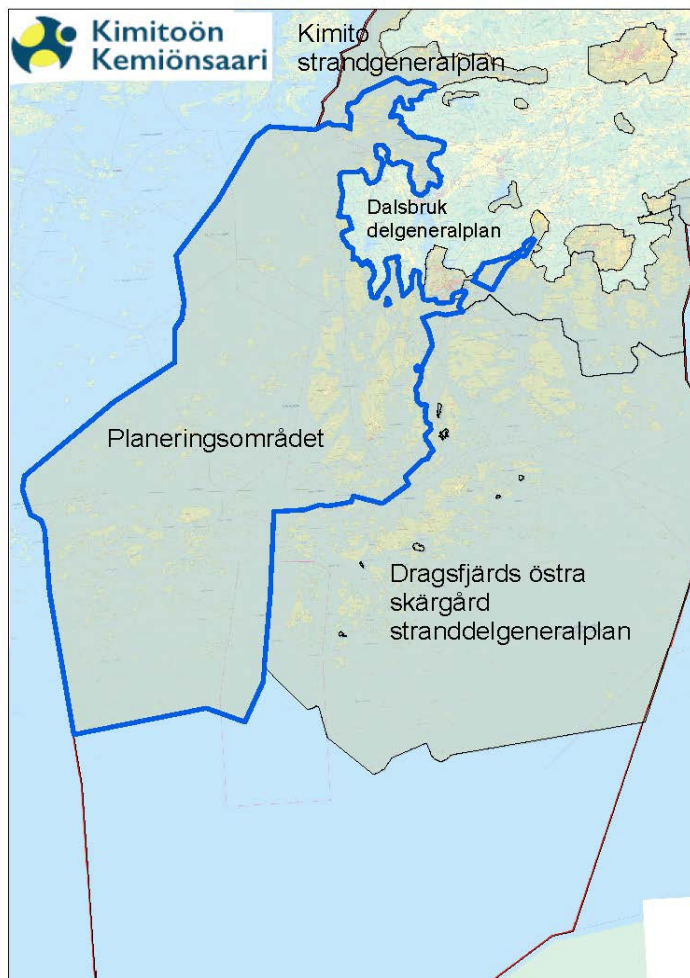 Kimitoön
Kemiönsaari
Kimito
strandgeneralplan
Dalsbruk
delgeneralplan
Planeringsområdet
Dragsfjärds östra
skärgård
stranddelgeneralplan